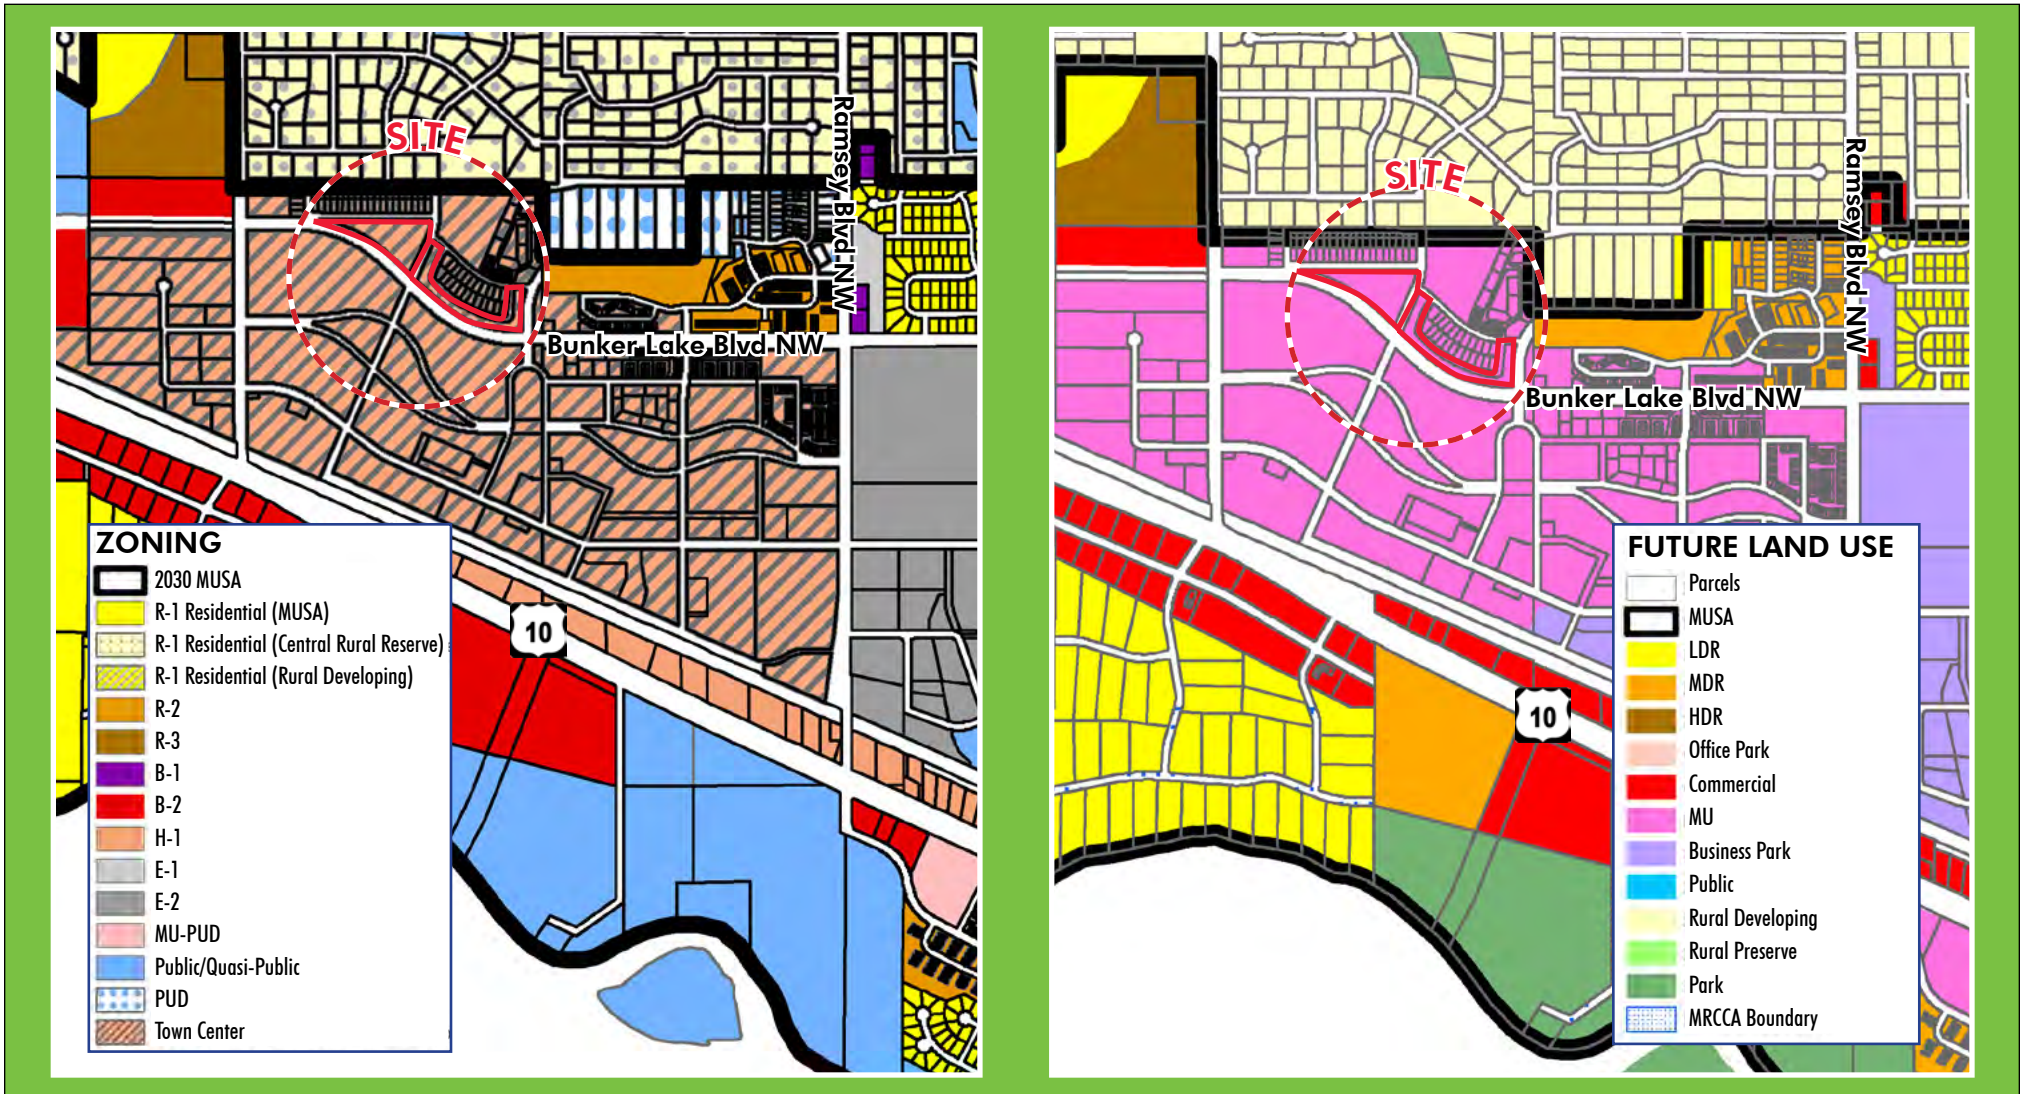 SITE
Ramsey Blvd NW
Bunker Lake Blvd NW
10
ZONING
2030 MUSA
R-1 Residential (MUSA)
R-1 Residential (Central Rural Reserve)
R-1 Residential (Rural Developing)
R-2
R-3
B-1
B-2
H-1
E-1
E-2
MU-PUD
Public/Quasi-Public
PUD
Town Center
SITE
Ramsey Blvd NW
Bunker Lake Blvd NW
10
FUTURE LAND USE
Parcels
MUSA
LDR
MDR
HDR
Office Park
Commercial
MU
Business Park
Public
Rural Developing
Rural Preserve
Park
MRCCA Boundary